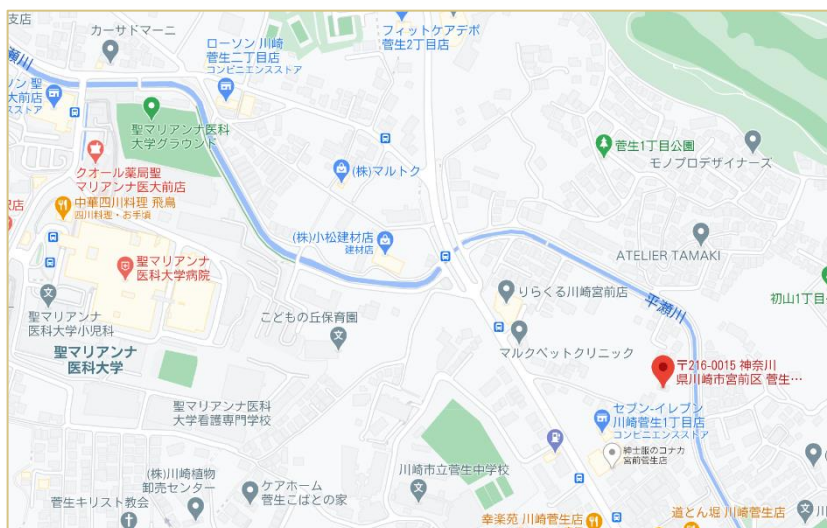 支店
カーサドマーニ
瀬川
ローソン 川崎
菅生二丁目店
コンビニエンスストア
フィットケアデポ
菅生2丁目店
ソン 聖
大前店
スストア
聖マリアンナ医科
大学グラウンド
菅生1丁目公園
モノプロデザイナーズ
クオール薬局聖
マリアンナ医大前店
(株)マルトク
沢店
中華四川料理 飛鳥
四川料理・お手頃
(株)小松建材店
建材店
ATELIER TAMAKI
聖マリアンナ
医科大学病院
りらくる川崎宮前店
平瀬川
初山1丁目
聖マリアンナ
医科大学小児科
こどもの丘保育園
聖マリアンナ
医科大学
マルクペットクリニック
〒216-0015 神奈川
県川崎市宮前区 菅生…
聖マリアンナ医科
大学看護専門学校
セブン-イレブン
川崎菅生1丁目店
コンビニエンスストア
紳士服のコナカ
宮前菅生店
川崎市立菅生中学校
(株)川崎植物
卸売センター
ケアホーム
菅生こばとの家
菅生キリスト教会
幸楽苑 川崎菅生店
道とん堀 川崎菅生店